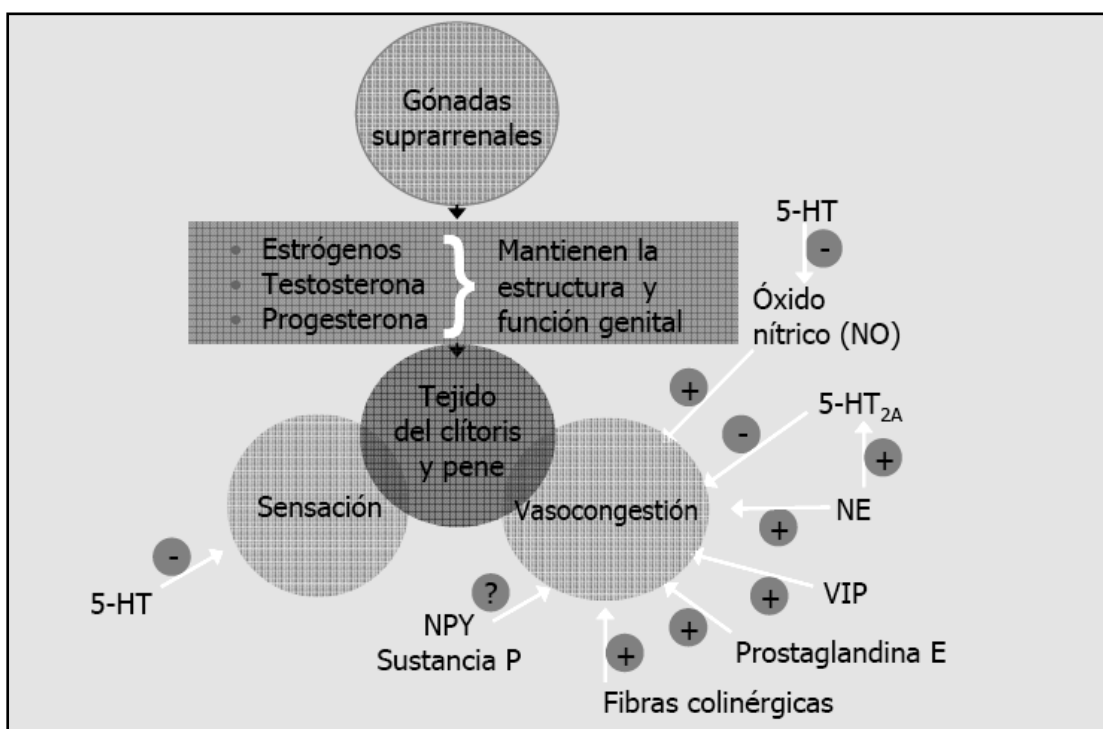 Gónadas
suprarrenales
• Estrógenos
• Testosterona
• Progesterona
Mantienen la
estructura y
función genital
5-HT
-
Óxido
nítrico (NO)
+
5-HT2A
-
+
NE
+
VIP
+
Prostaglandina E
+
Fibras colinérgicas
+
NPY
Sustancia P
?
Tejido
del clítoris
y pene
Sensación
Vasocongestión
-
5-HT